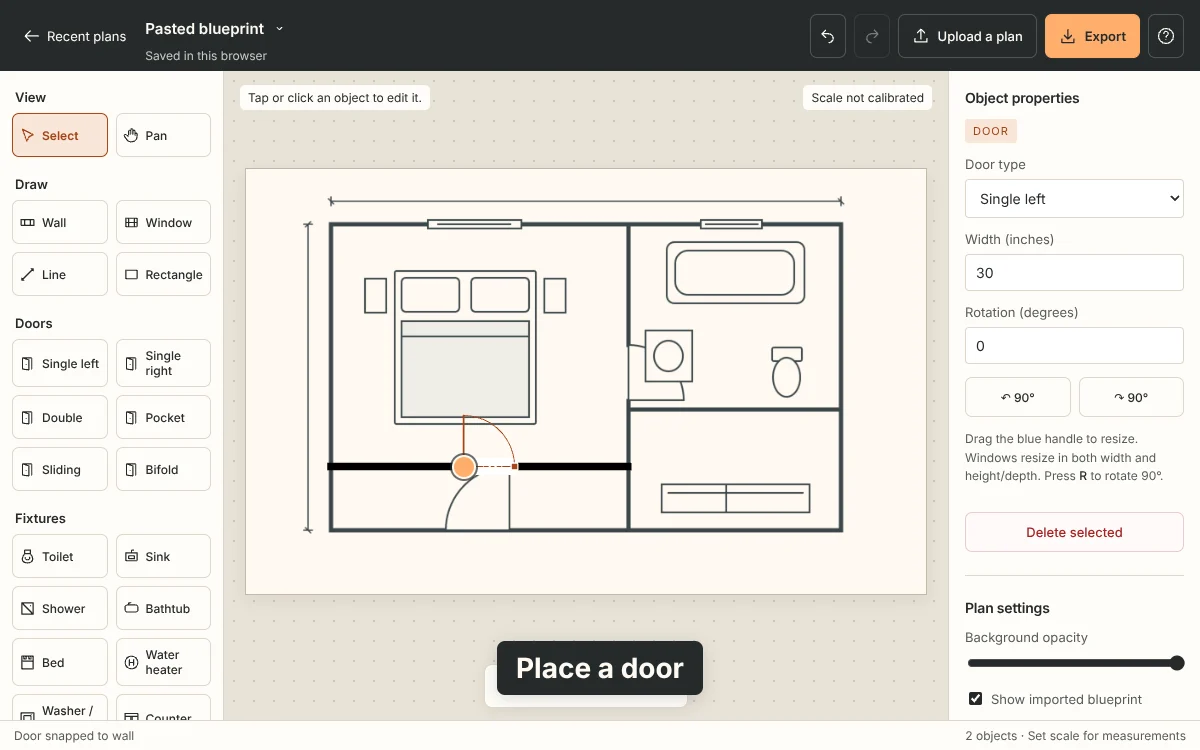 Recent plans
Pasted blueprint
Saved in this browser
Upload a plan
Export
View
Select
Pan
Draw
Wall
Window
Line
Rectangle
Doors
Single left
Single
right
Double
Pocket
Sliding
Bifold
Fixtures
Toilet
Sink
Shower
Bathtub
Bed
Water
heater
Washer /
Counter
Tap or click an object to edit it.
Scale not calibrated
Place a door
Object properties
DOOR
Door type
Single left
Width (inches)
30
Rotation (degrees)
0
↶ 90°
↷ 90°
Drag the blue handle to resize.
Windows resize in both width and
height/depth. Press R to rotate 90°.
Delete selected
Plan settings
Background opacity
Show imported blueprint
Door snapped to wall
2 objects · Set scale for measurements